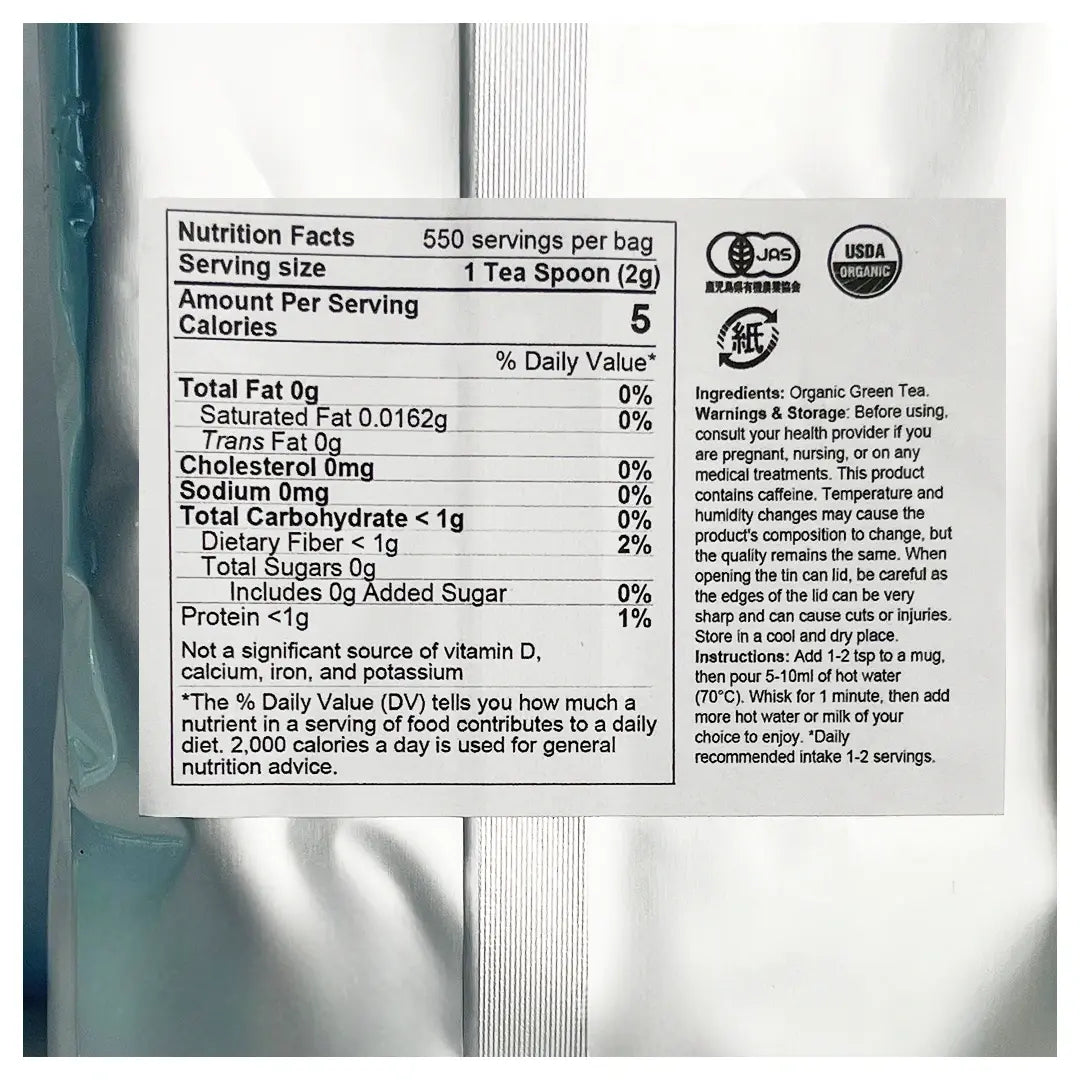 Nutrition Facts 550 servings per bag
Serving size 1 Tea Spoon (2g)
Amount Per Serving
Calories 5
% Daily Value*
Total Fat 0g 0%
Saturated Fat 0.0162g 0%
Trans Fat 0g
Cholesterol 0mg 0%
Sodium 0mg 0%
Total Carbohydrate < 1g 0%
Dietary Fiber < 1g 2%
Total Sugars 0g
Includes 0g Added Sugar 0%
Protein <1g 1%
Not a significant source of vitamin D,
calcium, iron, and potassium
*The % Daily Value (DV) tells you how much a
nutrient in a serving of food contributes to a daily
diet. 2,000 calories a day is used for general
nutrition advice.
JAS
鹿児島県有機農業協会
USDA
ORGANIC
紙
Ingredients: Organic Green Tea.
Warnings & Storage: Before using,
consult your health provider if you
are pregnant, nursing, or on any
medical treatments. This product
contains caffeine. Temperature and
humidity changes may cause the
product's composition to change, but
the quality remains the same. When
opening the tin can lid, be careful as
the edges of the lid can be very
sharp and can cause cuts or injuries.
Store in a cool and dry place.
Instructions: Add 1-2 tsp to a mug,
then pour 5-10ml of hot water
(70°C). Whisk for 1 minute, then add
more hot water or milk of your
choice to enjoy. *Daily
recommended intake 1-2 servings.